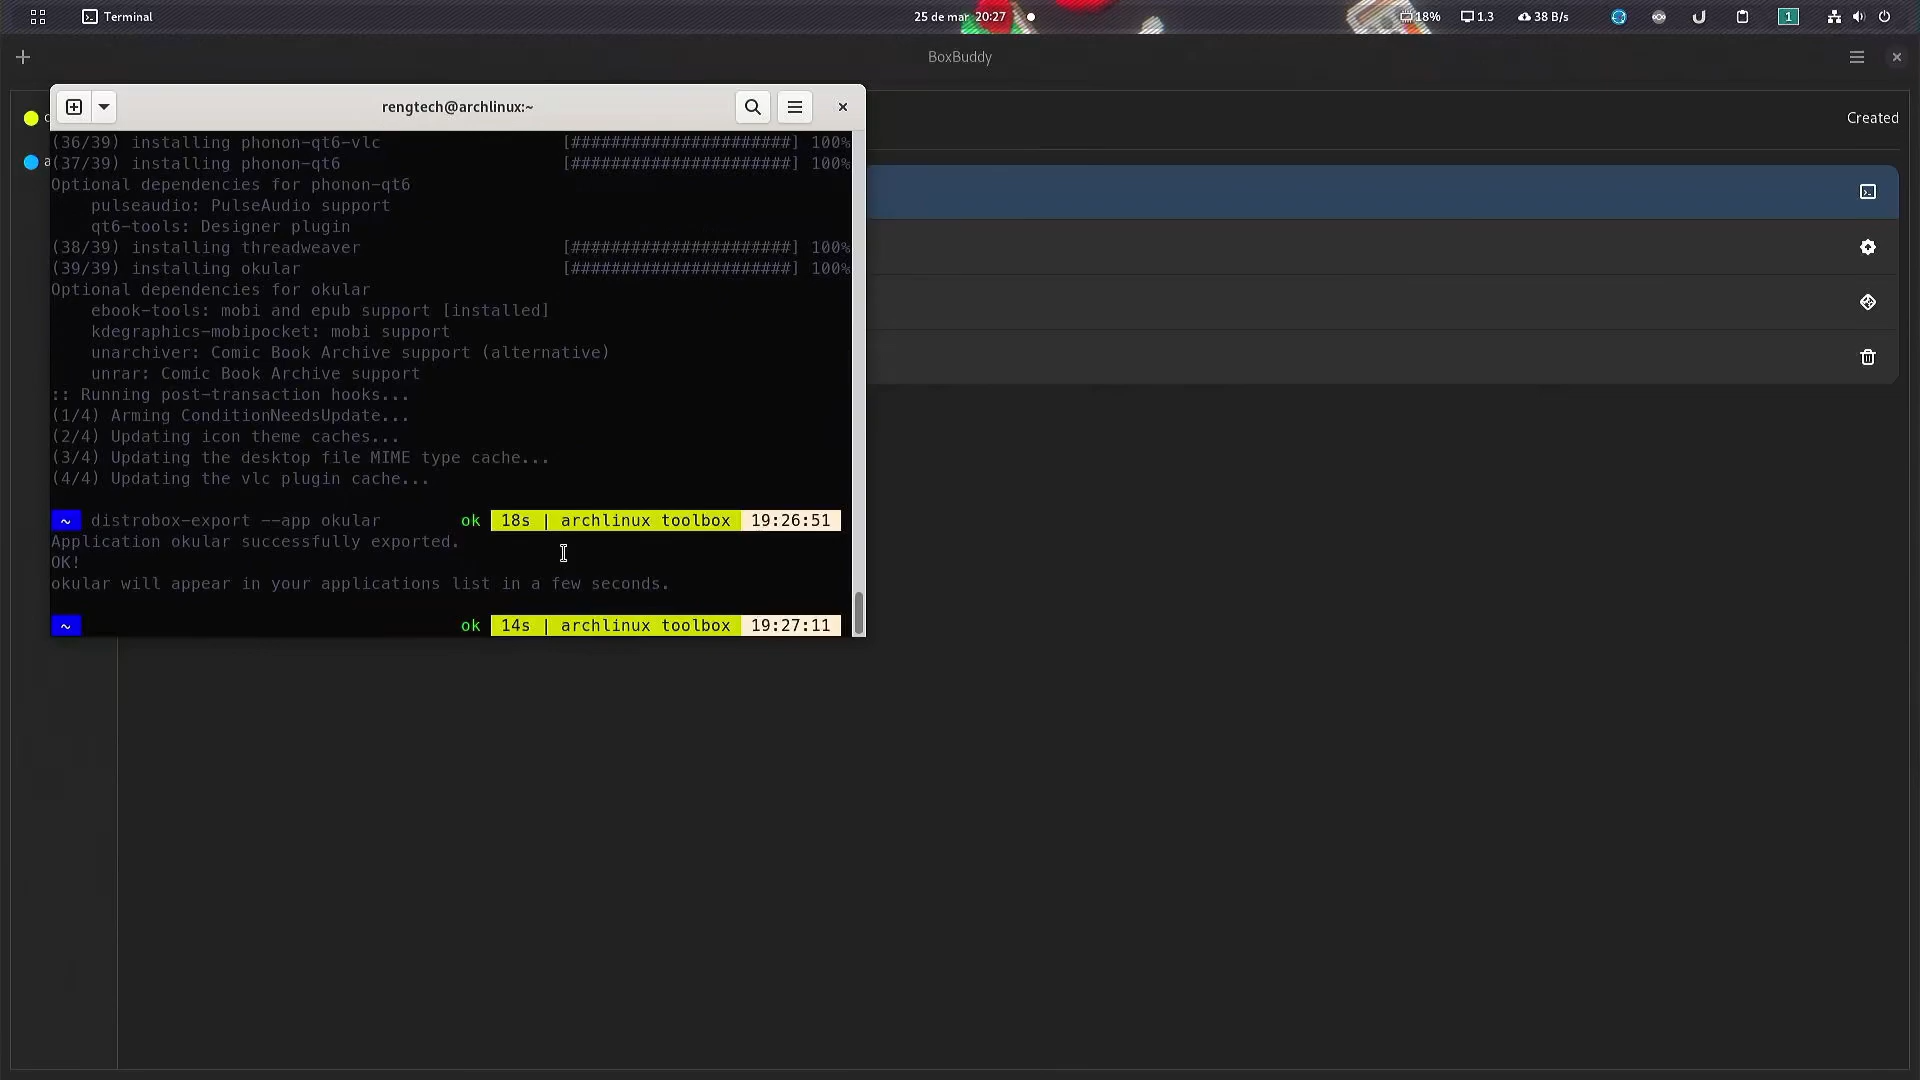 Terminal
25 de mar 20:27
18%
1.3
38 B/s
1
BoxBuddy
Created
rengtech@archlinux:~
(36/39) installing phonon-qt6-vlc [######################] 100%
(37/39) installing phonon-qt6 [######################] 100%
Optional dependencies for phonon-qt6
pulseaudio: PulseAudio support
qt6-tools: Designer plugin
(38/39) installing threadweaver [######################] 100%
(39/39) installing okular [######################] 100%
Optional dependencies for okular
ebook-tools: mobi and epub support [installed]
kdegraphics-mobipocket: mobi support
unarchiver: Comic Book Archive support (alternative)
unrar: Comic Book Archive support
:: Running post-transaction hooks...
(1/4) Arming ConditionNeedsUpdate...
(2/4) Updating icon theme caches...
(3/4) Updating the desktop file MIME type cache...
(4/4) Updating the vlc plugin cache...
~ distrobox-export --app okular ok 18s | archlinux toolbox 19:26:51
Application okular successfully exported.
OK!
okular will appear in your applications list in a few seconds.
~ ok 14s | archlinux toolbox 19:27:11